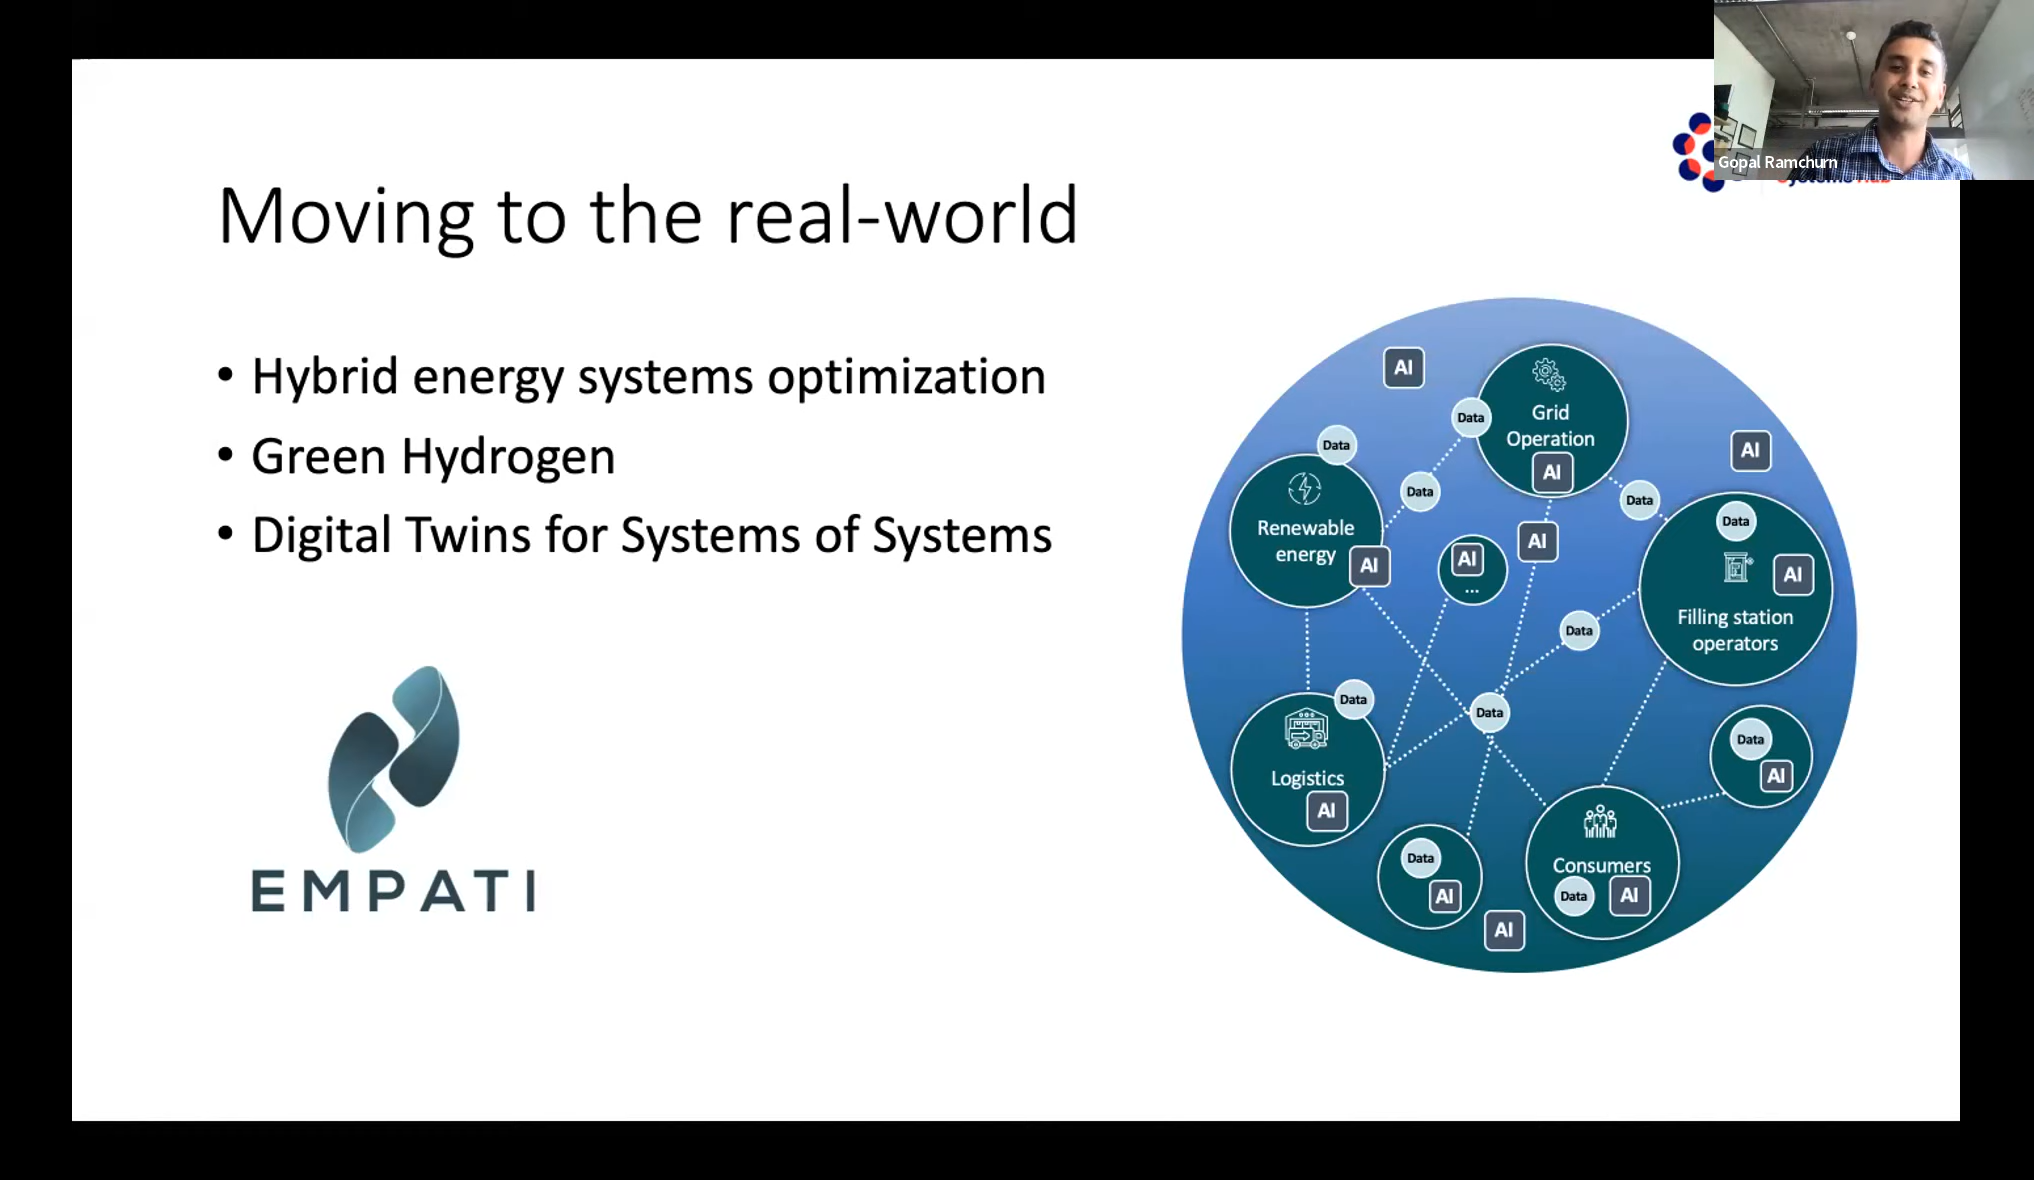 Gopal Ramchurn
Moving to the real-world
• Hybrid energy systems optimization
• Green Hydrogen
• Digital Twins for Systems of Systems
EMPATI
AI
Grid
Operation
AI
Data
Data
Data
Renewable
energy
AI
AI
...
AI
Data
AI
Data
Filling station
operators
AI
Data
Data
Data
Logistics
AI
Data
AI
Data
AI
AI
Consumers
Data
AI